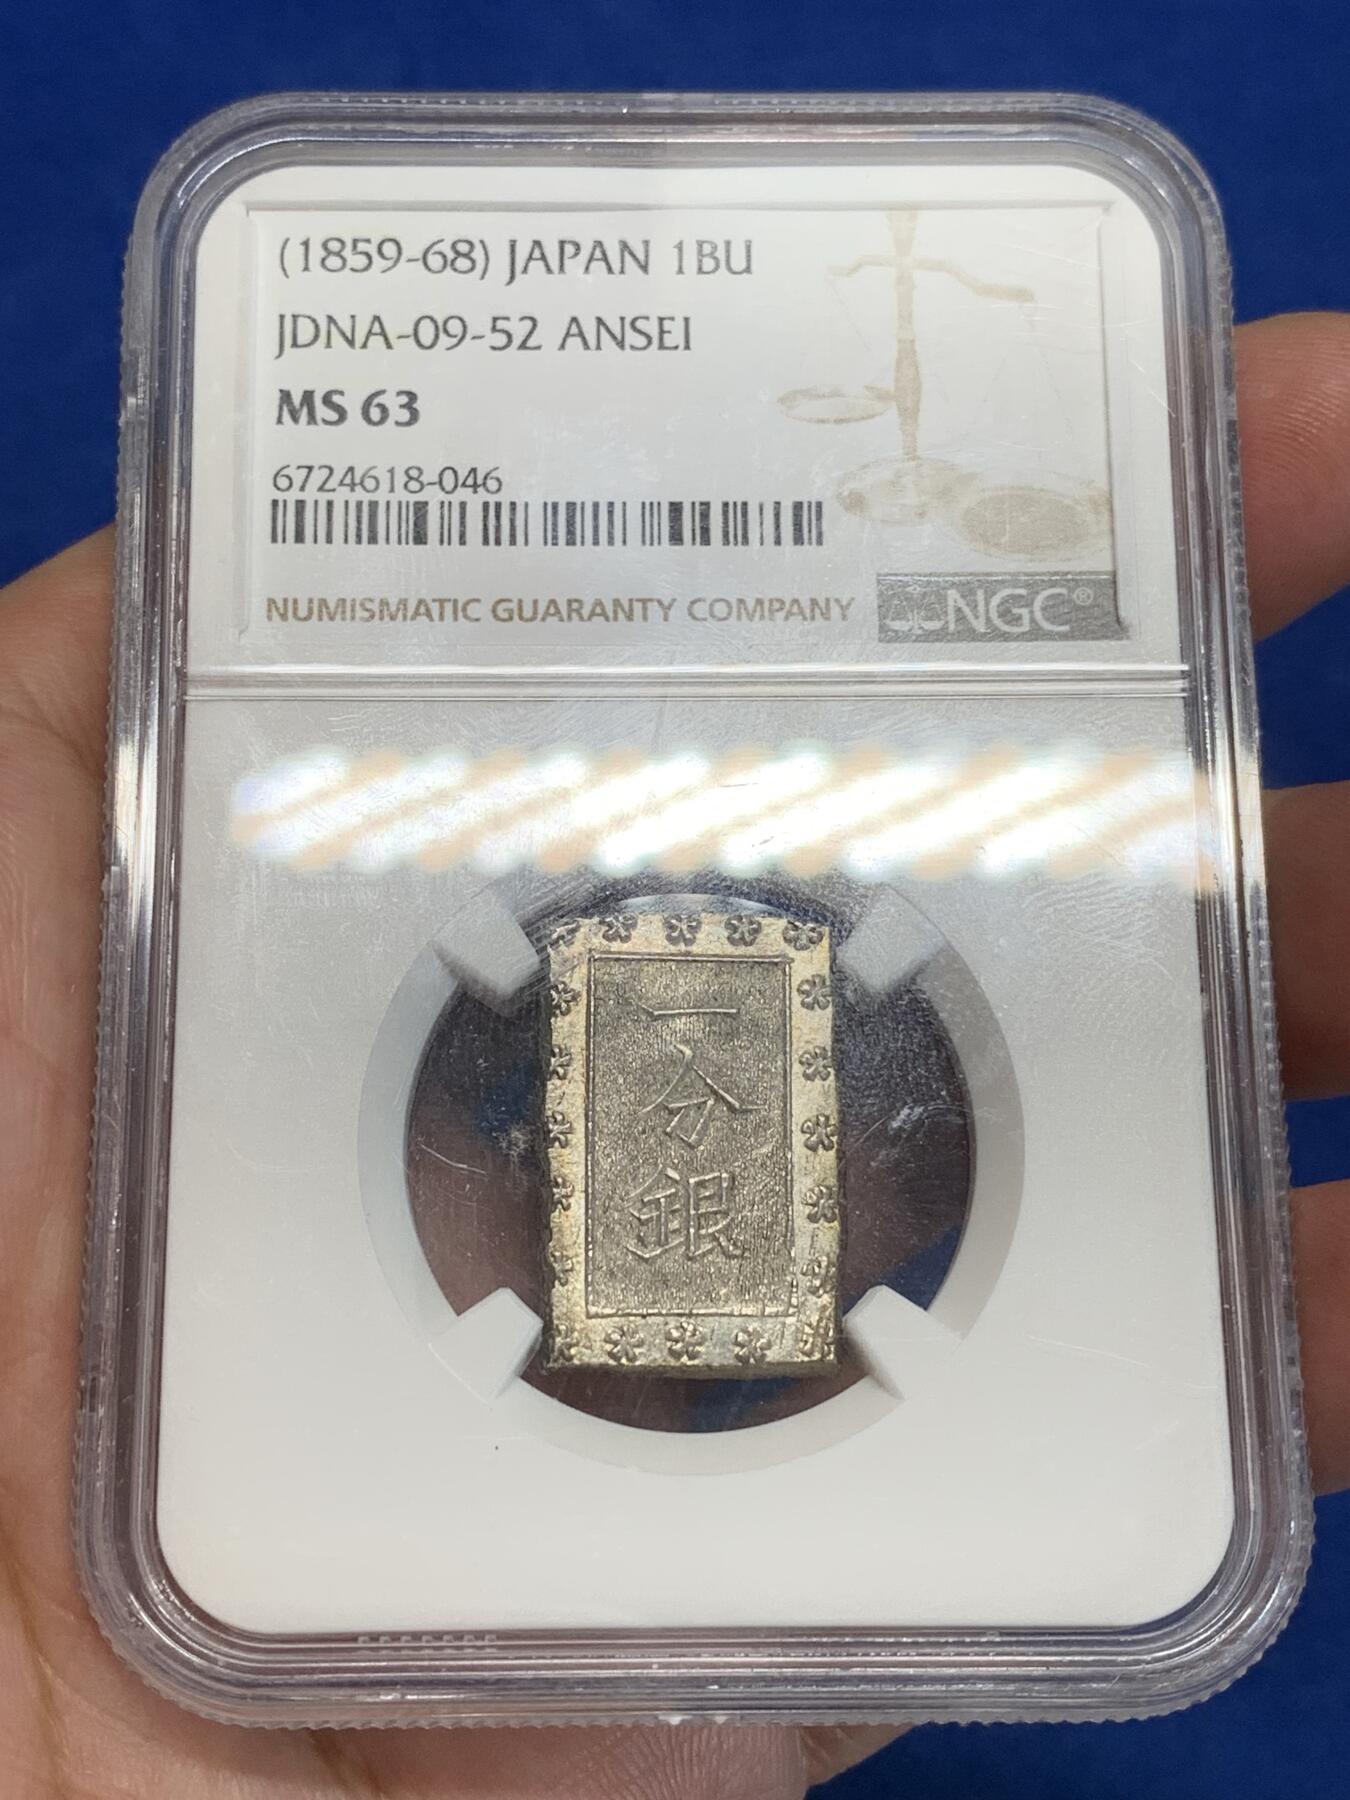 (1859-68) JAPAN 1BU
JDNA-09-52 ANSEI
MS 63
6724618-046
NUMISMATIC GUARANTY COMPANY
NGC®
一
分
銀